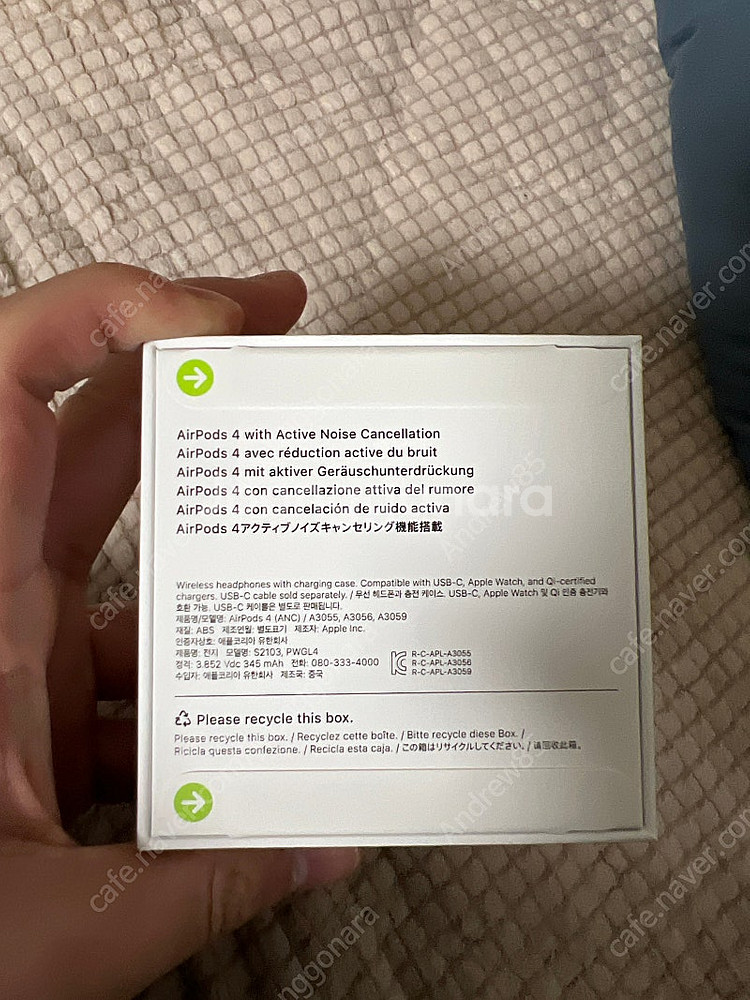 AirPods 4 with Active Noise Cancellation
AirPods 4 avec réduction active du bruit
AirPods 4 mit aktiver Geräuschunterdrückung
AirPods 4 con cancellazione attiva del rumore
AirPods 4 con cancelación de ruido activa
AirPods 4アクティブノイズキャンセリング機能搭載
Wireless headphones with charging case. Compatible with USB-C, Apple Watch, and Qi-certified
chargers. USB-C cable sold separately. / 무선 헤드폰과 충전 케이스. USB-C, Apple Watch 및 Qi 인증 충전기와
호환 가능. USB-C 케이블은 별도로 판매됩니다.
제품명/모델명: AirPods 4 (ANC) / A3055, A3056, A3059
재질: ABS 제조연월: 별도표기 제조자: Apple Inc.
인증자상호: 애플코리아 유한회사
제품명: 전지 모델명: S2103, PWGL4
정격: 3.852 Vdc 345 mAh 전화: 080-333-4000
수입자: 애플코리아 유한회사 제조국: 중국
R-C-APL-A3055
R-C-APL-A3056
R-C-APL-A3059
Please recycle this box.
Please recycle this box. / Recyclez cette boîte. / Bitte recycle diese Box. /
Ricicla questa confezione. / Recicla esta caja. / この箱はリサイクルしてください。/ 请回收此箱。
cafe.naver.com
Andrew85